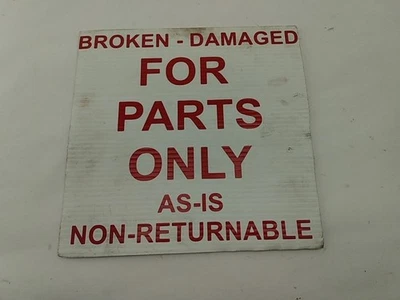 BROKEN - DAMAGED
FOR
PARTS
ONLY
AS-IS
NON-RETURNABLE